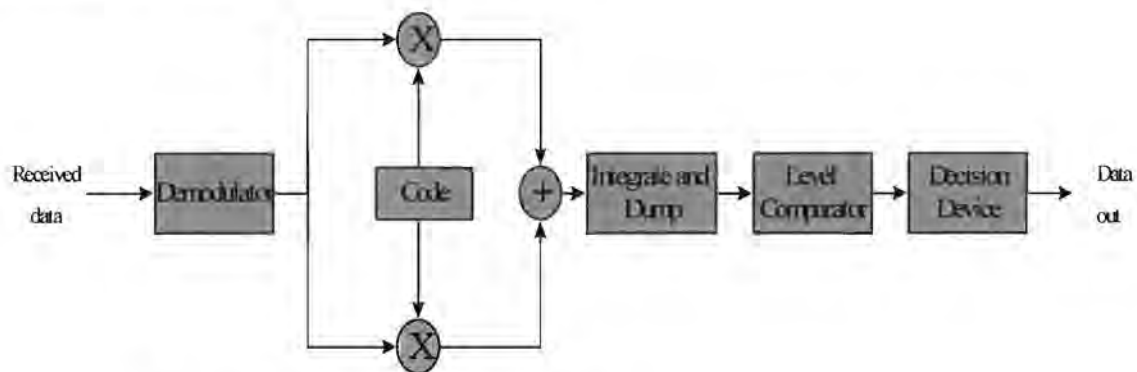 X
Received
data
Demodulator
Code
+
Integrate and
Dump
Level
Comparator
Decision
Device
Data
out
X